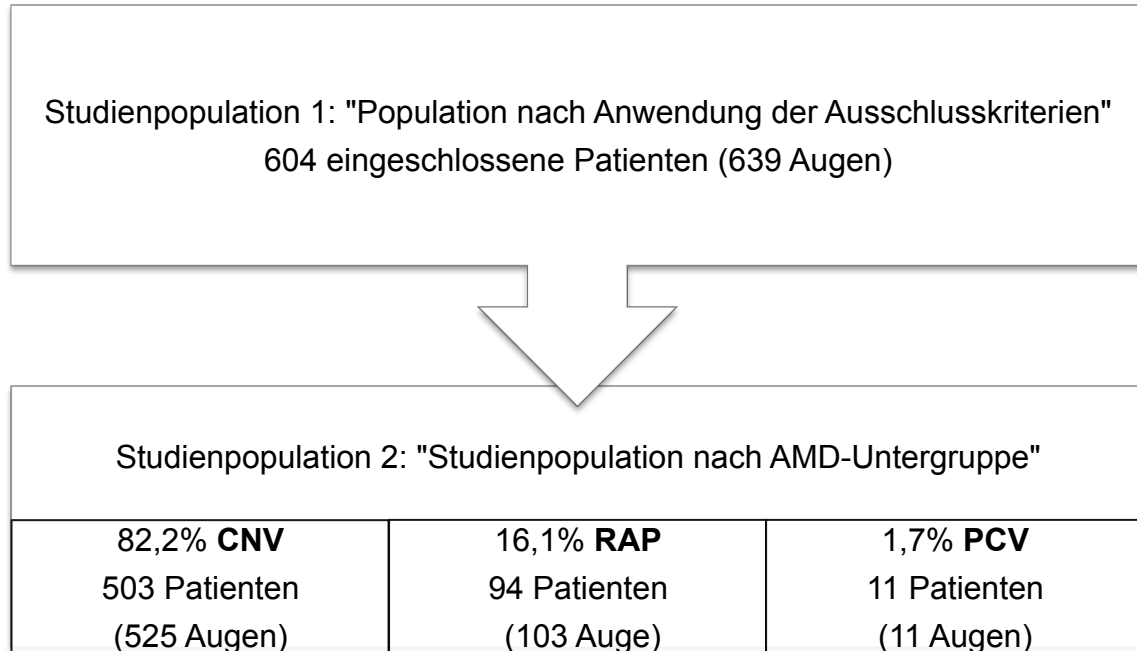 Studienpopulation 1: "Population nach Anwendung der Ausschlusskriterien"
604 eingeschlossene Patienten (639 Augen)
Studienpopulation 2: "Studienpopulation nach AMD-Untergruppe"
82,2% CNV
503 Patienten
(525 Augen)
16,1% RAP
94 Patienten
(103 Auge)
1,7% PCV
11 Patienten
(11 Augen)